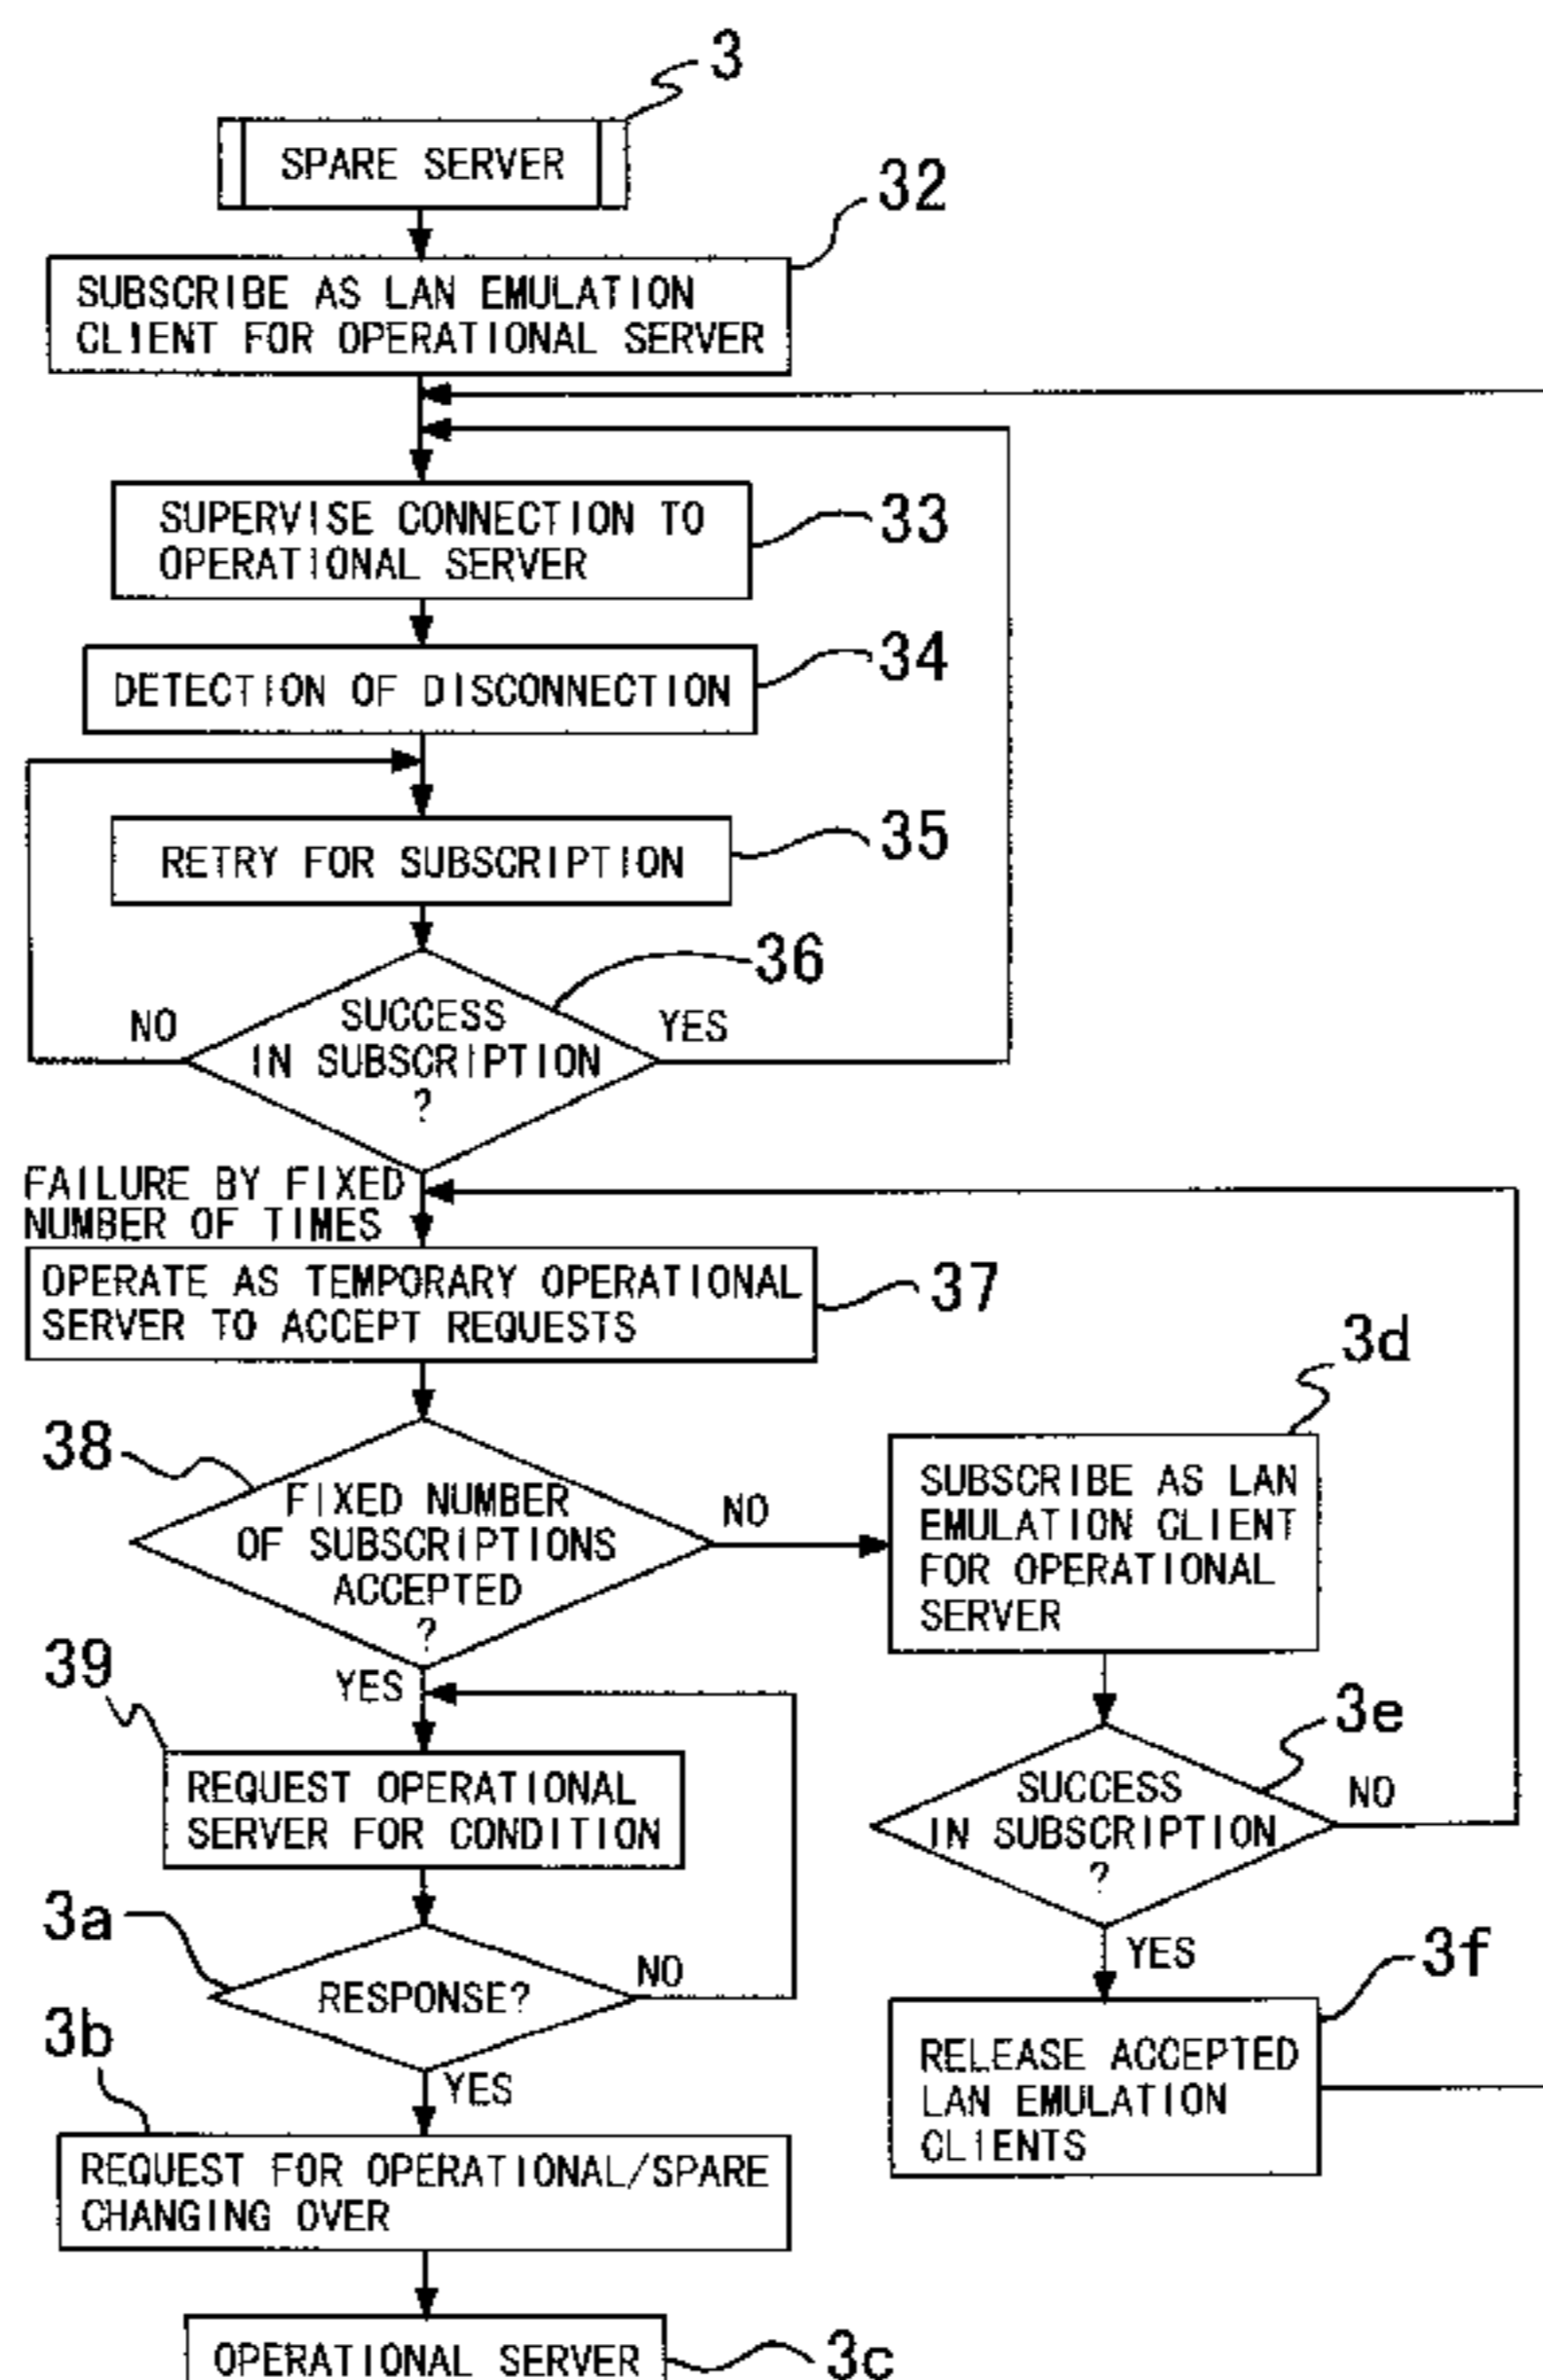 3
SPARE SERVER
32
SUBSCRIBE AS LAN EMULATION
CLIENT FOR OPERATIONAL SERVER
SUPERVISE CONNECTION TO
OPERATIONAL SERVER
33
DETECTION OF DISCONNECTION
34
RETRY FOR SUBSCRIPTION
35
36
NO
SUCCESS
IN SUBSCRIPTION
?
YES
FAILURE BY FIXED
NUMBER OF TIMES
OPERATE AS TEMPORARY OPERATIONAL
SERVER TO ACCEPT REQUESTS
37
38
FIXED NUMBER
OF SUBSCRIPTIONS
ACCEPTED
?
NO
3d
SUBSCRIBE AS LAN
EMULATION CLIENT
FOR OPERATIONAL
SERVER
YES
39
REQUEST OPERATIONAL
SERVER FOR CONDITION
3e
SUCCESS
IN SUBSCRIPTION
?
NO
YES
3a
RESPONSE?
NO
YES
3f
RELEASE ACCEPTED
LAN EMULATION
CLIENTS
3b
REQUEST FOR OPERATIONAL/SPARE
CHANGING OVER
OPERATIONAL SERVER
3c